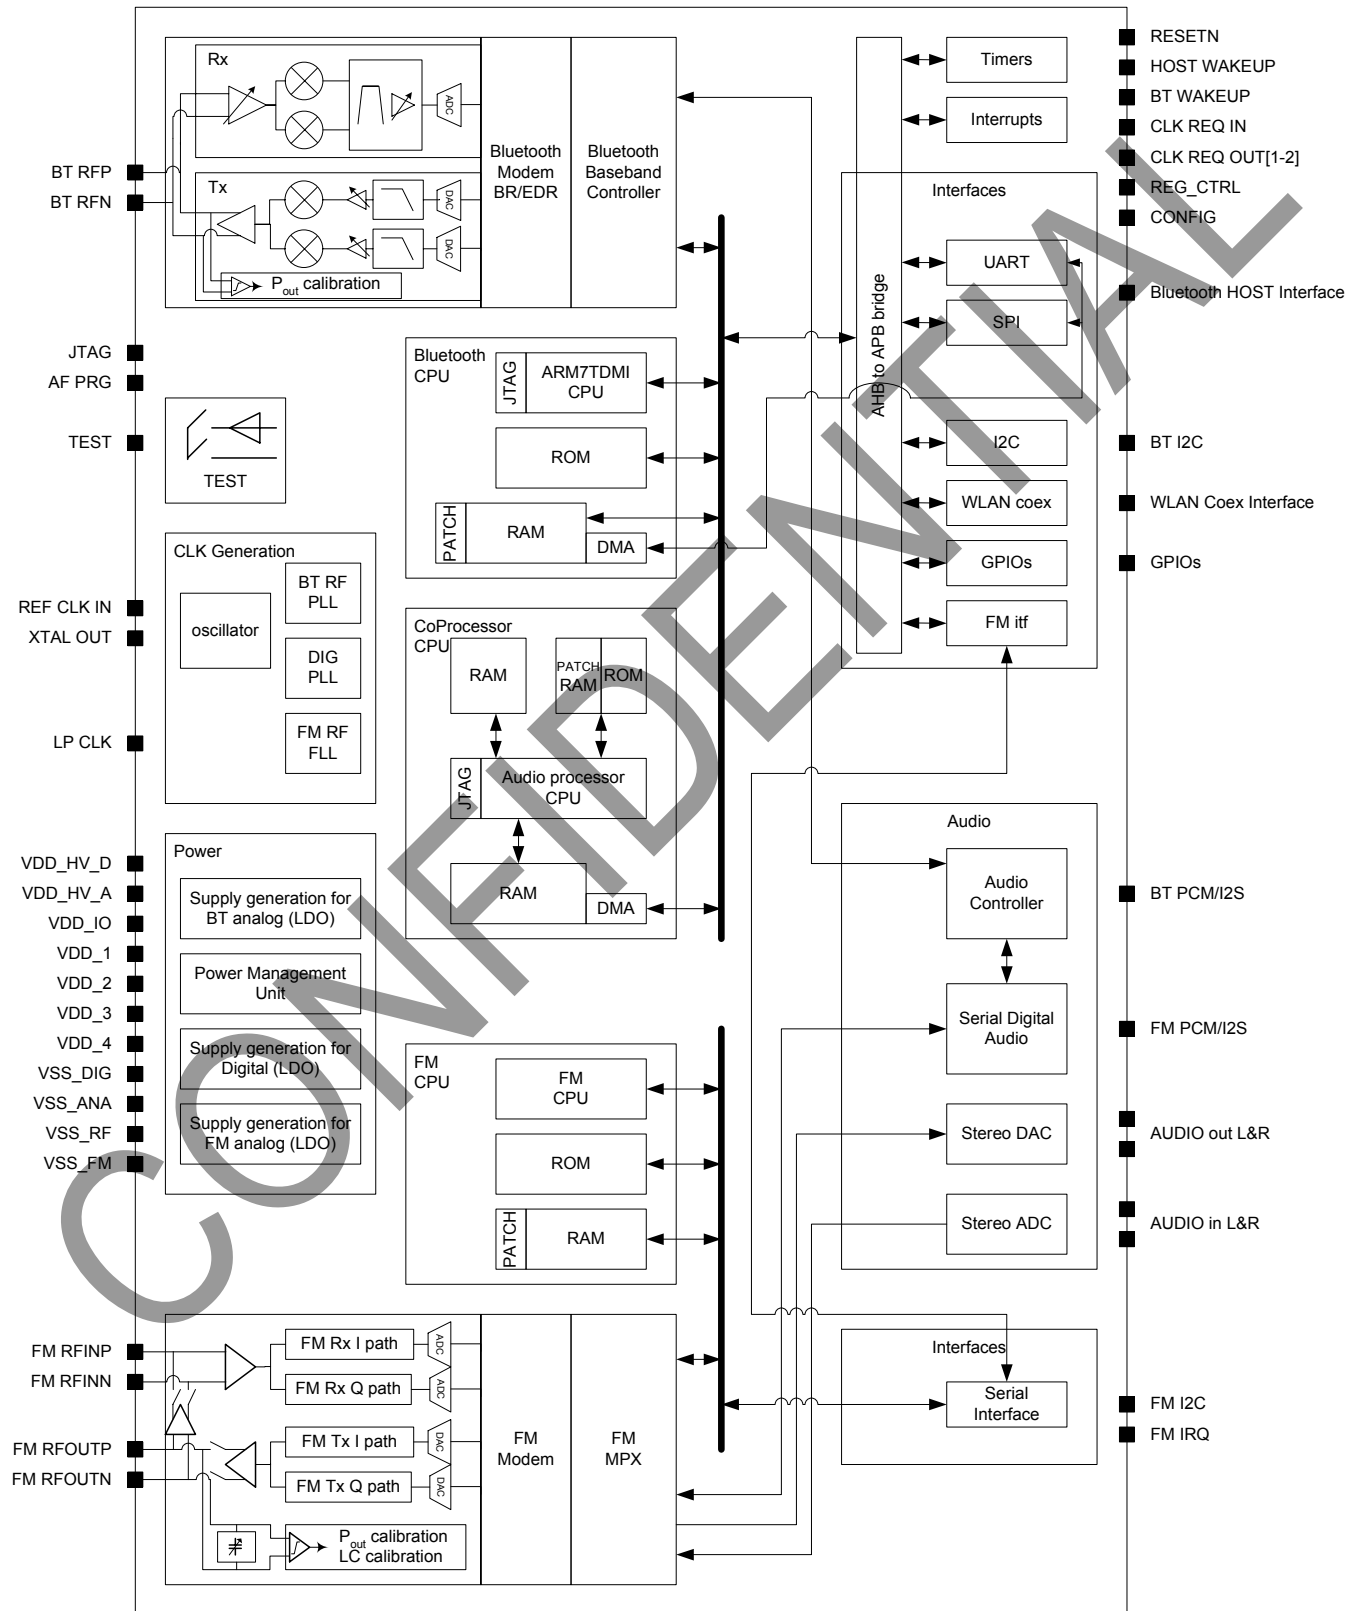 Rx
ADC
Tx
DAC
DAC
Pout calibration
Bluetooth
Modem
BR/EDR
Bluetooth
Baseband
Controller
BT RFP
BT RFN
JTAG
AF PRG
TEST
TEST
CLK Generation
oscillator
BT RF
PLL
DIG
PLL
FM RF
FLL
REF CLK IN
XTAL OUT
LP CLK
Power
Supply generation for
BT analog (LDO)
Power Management
Unit
Supply generation for
Digital (LDO)
Supply generation for
FM analog (LDO)
VDD_HV_D
VDD_HV_A
VDD_IO
VDD_1
VDD_2
VDD_3
VDD_4
VSS_DIG
VSS_ANA
VSS_RF
VSS_FM
Bluetooth
CPU
JTAG
ARM7TDMI
CPU
ROM
PATCH
RAM
DMA
CoProcessor
CPU
RAM
PATCH
RAM
ROM
JTAG
Audio processor
CPU
RAM
DMA
FM
CPU
FM
CPU
ROM
PATCH
RAM
FM RFINP
FM RFINN
FM RFOUTP
FM RFOUTN
FM Rx I path
ADC
FM Rx Q path
ADC
FM Tx I path
DAC
FM Tx Q path
DAC
Pout calibration
LC calibration
FM
Modem
FM
MPX
AHB to APB bridge
Timers
Interrupts
Interfaces
UART
SPI
I2C
WLAN coex
GPIOs
FM itf
Audio
Audio
Controller
Serial Digital
Audio
Stereo DAC
Stereo ADC
Interfaces
Serial
Interface
RESETN
HOST WAKEUP
BT WAKEUP
CLK REQ IN
CLK REQ OUT[1-2]
REG_CTRL
CONFIG
Bluetooth HOST Interface
BT I2C
WLAN Coex Interface
GPIOs
BT PCM/I2S
FM PCM/I2S
AUDIO out L&R
AUDIO in L&R
FM I2C
FM IRQ
CONFIDENTIAL